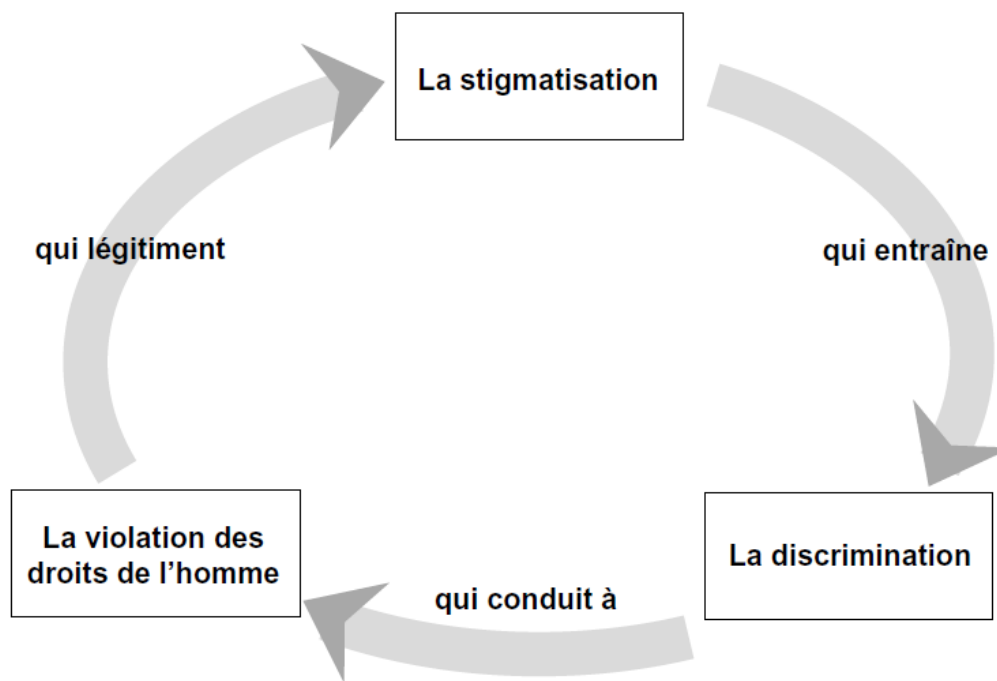 La stigmatisation
qui légitiment
qui entraîne
La violation des
droits de l’homme
La discrimination
qui conduit à